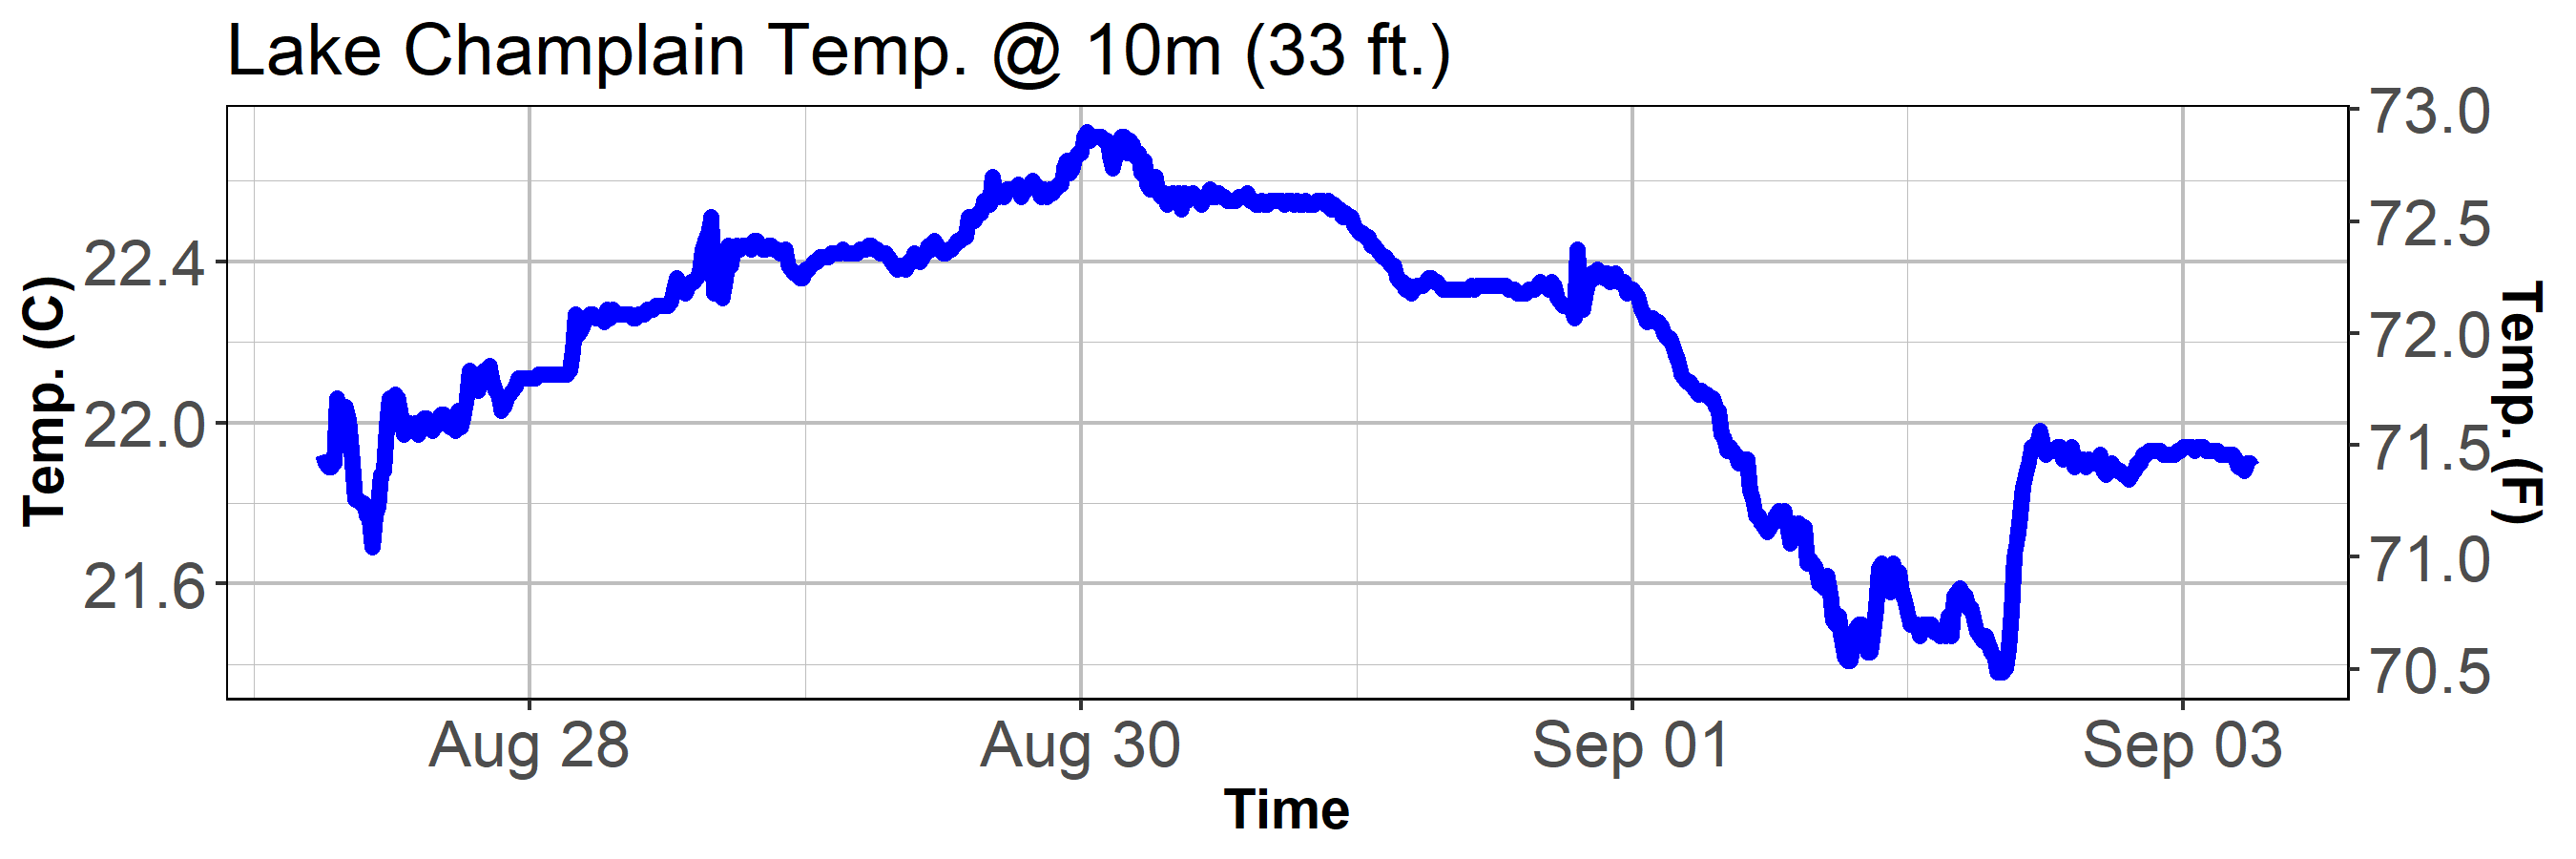 Lake Champlain Temp. @ 10m (33 ft.)
Temp. (C)
22.4
22.0
21.6
73.0
72.5
72.0
71.5
71.0
70.5
Temp. (F)
Aug 28
Aug 30
Sep 01
Sep 03
Time